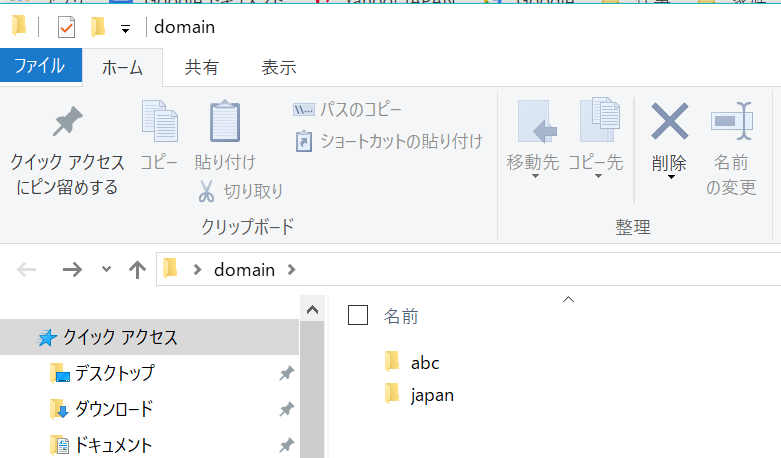 domain
ファイル
ホーム
共有
表示
クイック アクセス
にピン留めする
コピー
貼り付け
切り取り
パスのコピー
ショートカットの貼り付け
クリップボード
移動先
コピー先
削除
名前
の変更
整理
domain
クイック アクセス
デスクトップ
ダウンロード
ドキュメント
名前
abc
japan